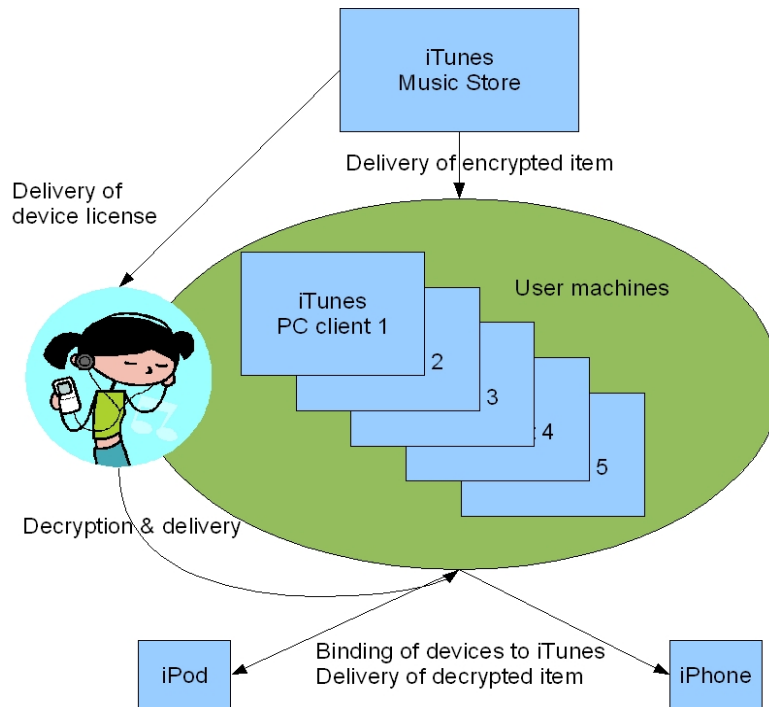 iTunes
Music Store
Delivery of encrypted item
Delivery of
device license
User machines
iTunes
PC client 1
2
3
4
5
Decryption & delivery
Binding of devices to iTunes
Delivery of decrypted item
iPod
iPhone